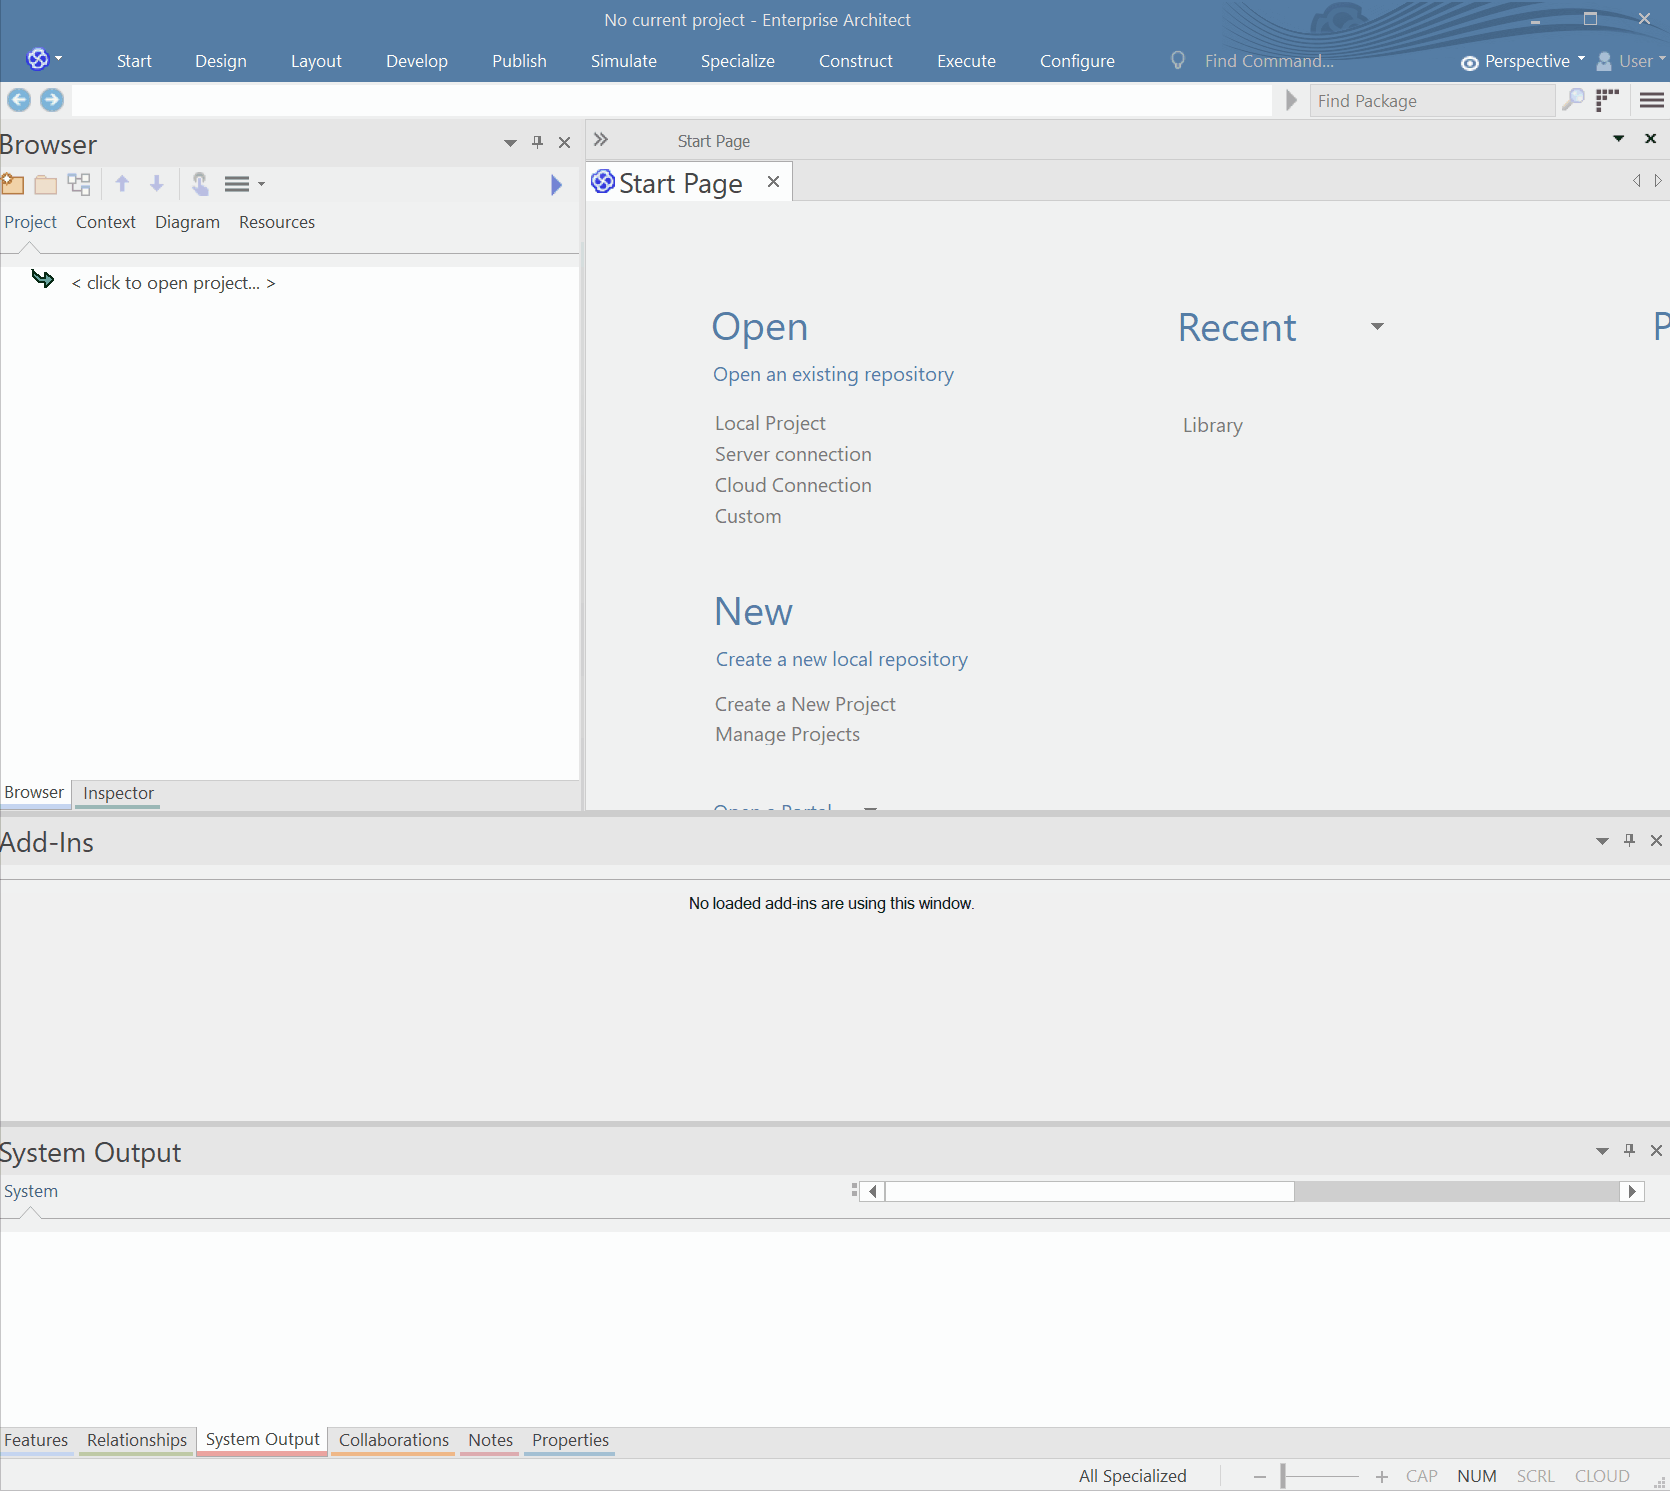 No current project - Enterprise Architect
Start Design Layout Develop Publish Simulate Specialize Construct Execute Configure Find Command... Perspective User
Find Package
Browser
Start Page
Start Page
Project Context Diagram Resources
< click to open project... >
Open
Recent
P
Open an existing repository
Local Project
Library
Server connection
Cloud Connection
Custom
New
Create a new local repository
Create a New Project
Manage Projects
Open a Portal
Browser Inspector
Add-Ins
No loaded add-ins are using this window.
System Output
System
Features Relationships System Output Collaborations Notes Properties
All Specialized CAP NUM SCRL CLOUD